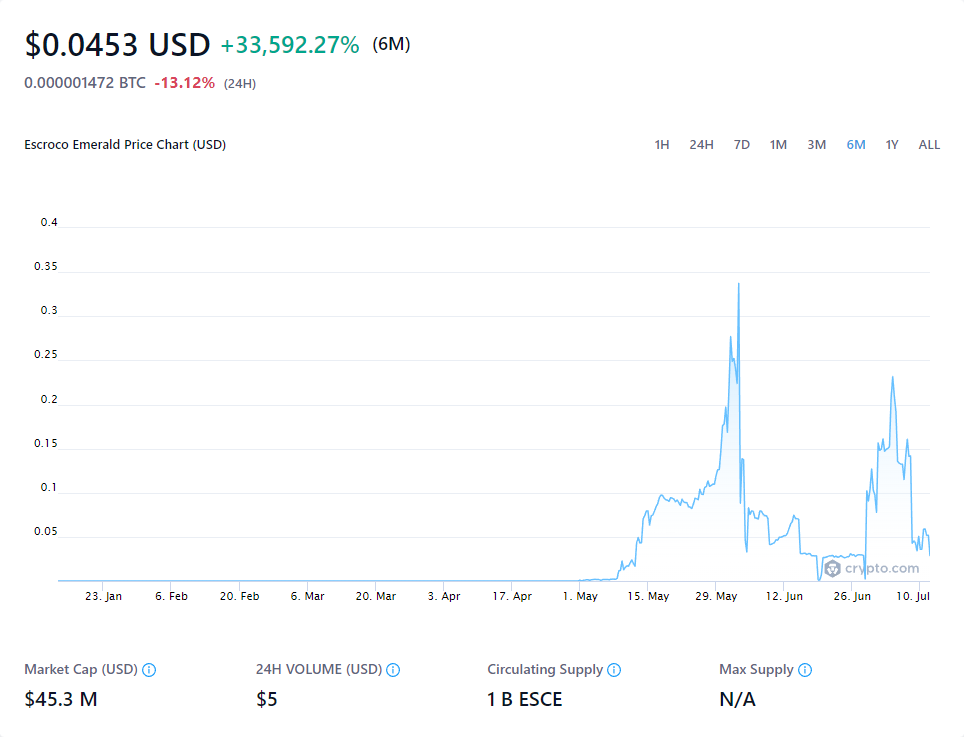 $0.0453 USD +33,592.27% (6M)
0.000001472 BTC -13.12% (24H)
Escroco Emerald Price Chart (USD) 1H 24H 7D 1M 3M 6M 1Y ALL
0.4
0.35
0.3
0.25
0.2
0.15
0.1
0.05
crypto.com
23. Jan 6. Feb 20. Feb 6. Mar 20. Mar 3. Apr 17. Apr 1. May 15. May 29. May 12. Jun 26. Jun 10. Jul
Market Cap (USD) 24H VOLUME (USD) Circulating Supply Max Supply
$45.3 M $5 1 B ESCE N/A